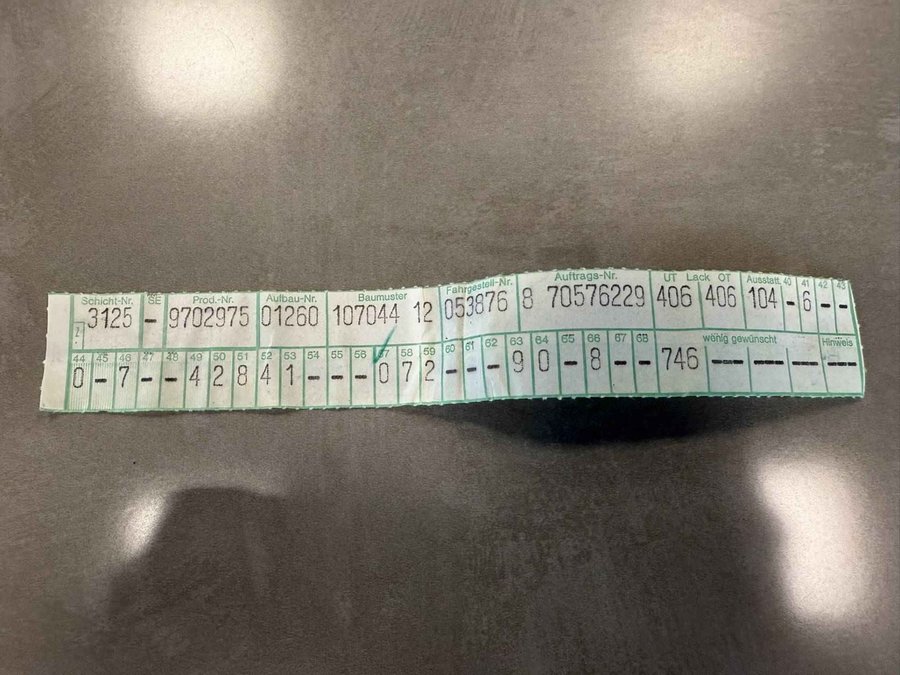 Schicht-Nr. SE Prod.-Nr. Aufbau-Nr. Baumuster Fahrgestell-Nr. Auftrags-Nr. UT Lack OT Ausstatt. 40 41 42 43
3125 - 9702975 01260 107044 12 053876 8 70576229 406 406 104 - 6 - -
44 45 46 47 48 49 50 51 52 53 54 55 56 57 58 59 60 61 62 63 64 65 66 67 68 wenig gewünscht Hinweis
0 - 7 - - 4 2 8 4 1 - - - 0 7 2 - - - 9 0 - 8 - - 746 --- --- --- ---